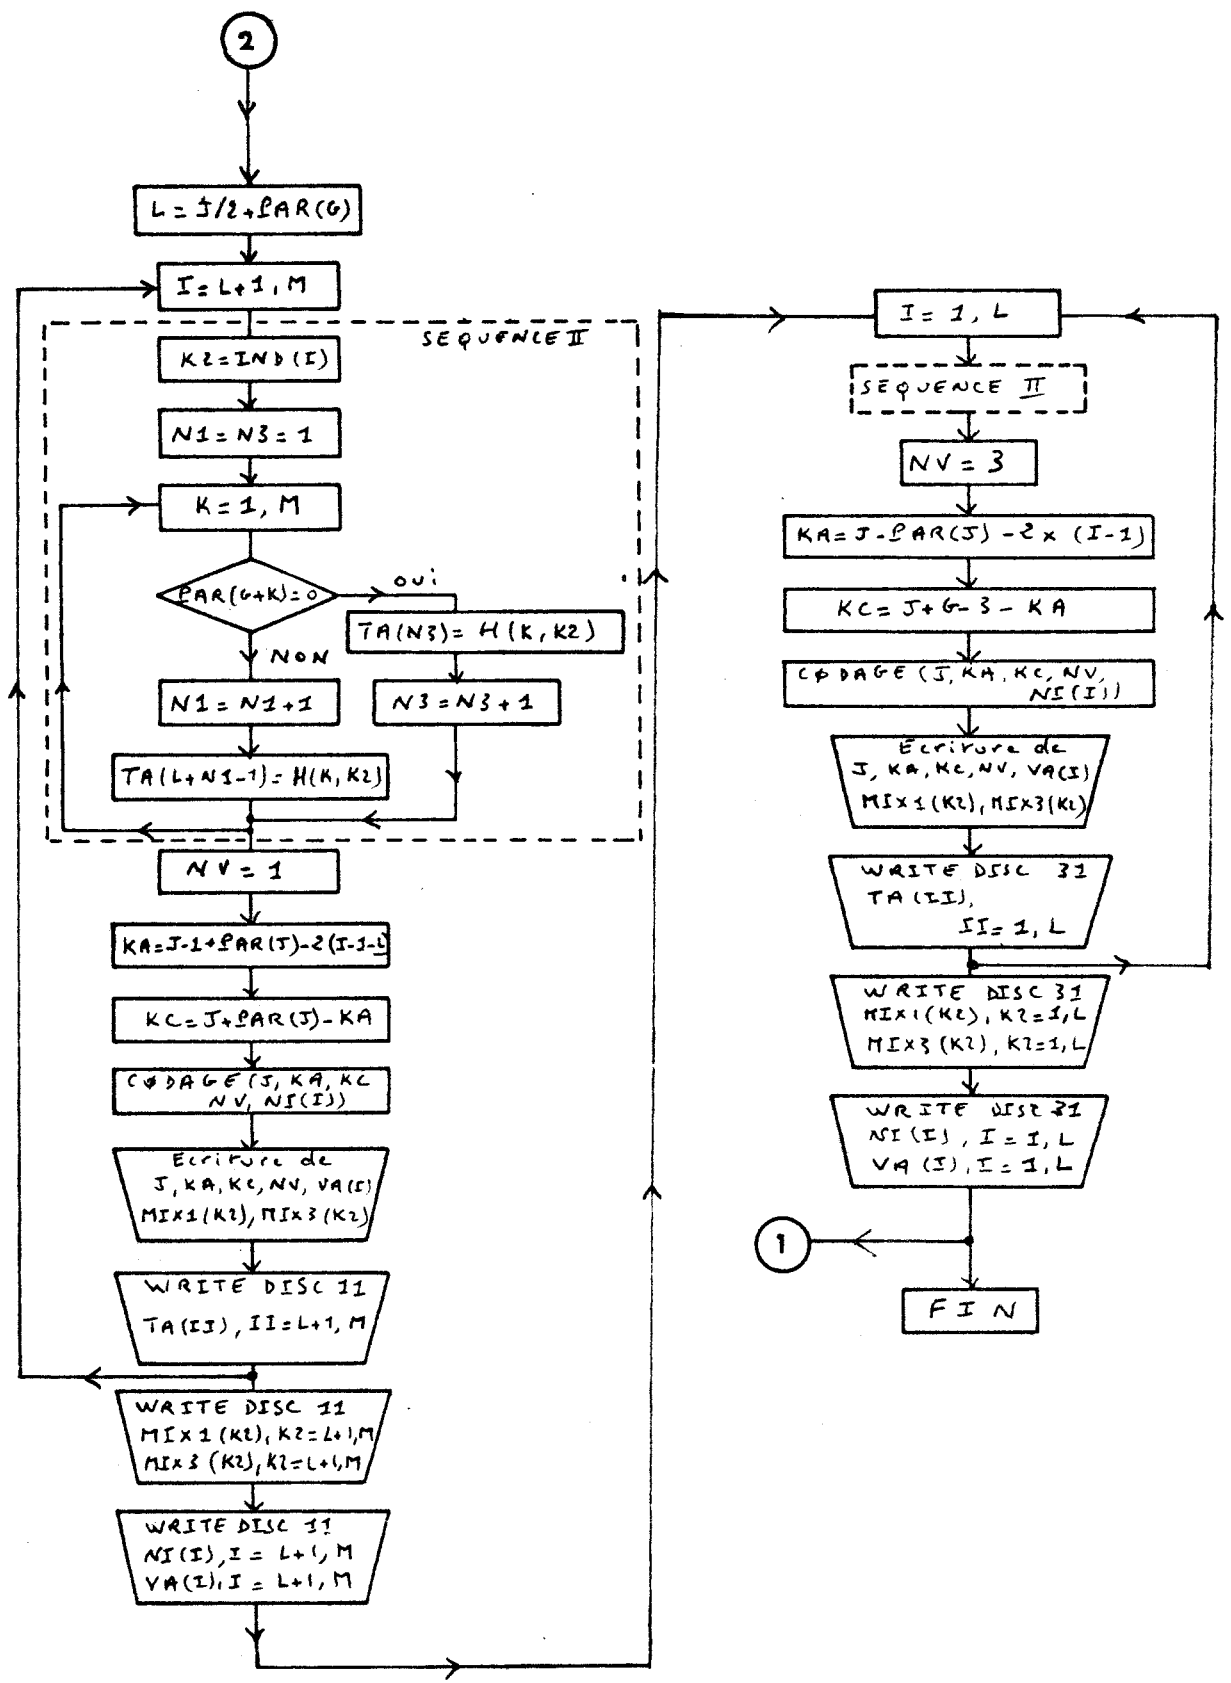 2
L = J/2 + PAR(G)
I = L+1, M
SEQUENCE II
K2 = IND(I)
N1 = N3 = 1
K = 1, M
PAR(G+K)=0
OUI
TA(N3) = H(K, K2)
NON
N1 = N1+1
N3 = N3 + 1
TA(L+N1-1) = H(K, K2)
NV = 1
KA=J-1+PAR(J)-2(I-1-L)
KC = J+PAR(J)-KA
CØDAGE (J, KA, KC
NV, NI(I))
Ecriture de
J, KA, KC, NV, VA(I)
MIX1(K2), MIX3(K2)
WRITE DISC 11
TA(II), II=L+1, M
WRITE DISC 11
MIX1(K2), K2=L+1,M
MIX3(K2), K2=L+1,M
WRITE DISC 11
NI(I), I = L+1, M
VA(I), I = L+1, M
I = 1, L
SEQUENCE II
NV = 3
KA = J-PAR(J) - 2 x (I-1)
KC = J+G-3-KA
CØDAGE (J, KA, KC, NV,
NI(I))
Ecriture de
J, KA, KC, NV, VA(I)
MIX1(K2), MIX3(K2)
WRITE DISC 31
TA(II),
II= 1, L
WRITE DISC 31
MIX1(K2), K2=1,L
MIX3(K2), K2=1,L
WRITE DISC 31
NI(I), I = 1, L
VA(I), I = 1, L
1
FIN